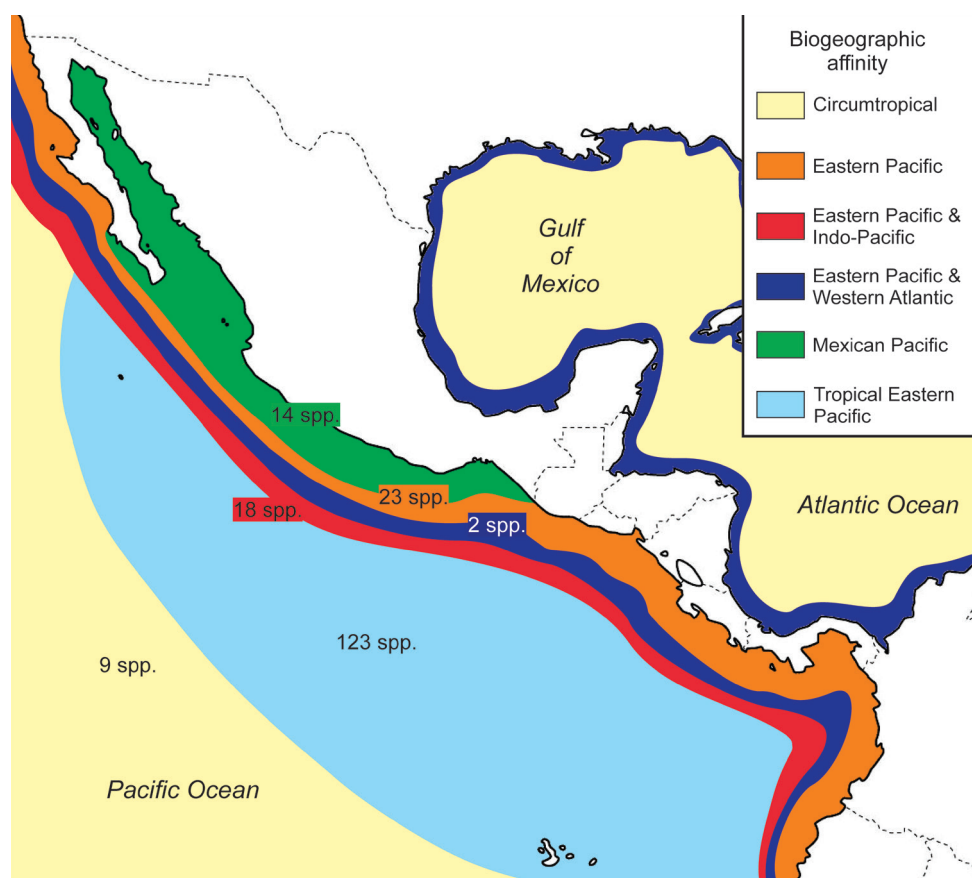 Biogeographic
affinity
Circumtropical
Eastern Pacific
Eastern Pacific &
Indo-Pacific
Eastern Pacific &
Western Atlantic
Mexican Pacific
Tropical Eastern
Pacific
Gulf
of
Mexico
Atlantic Ocean
14 spp.
23 spp.
18 spp.
2 spp.
123 spp.
9 spp.
Pacific Ocean